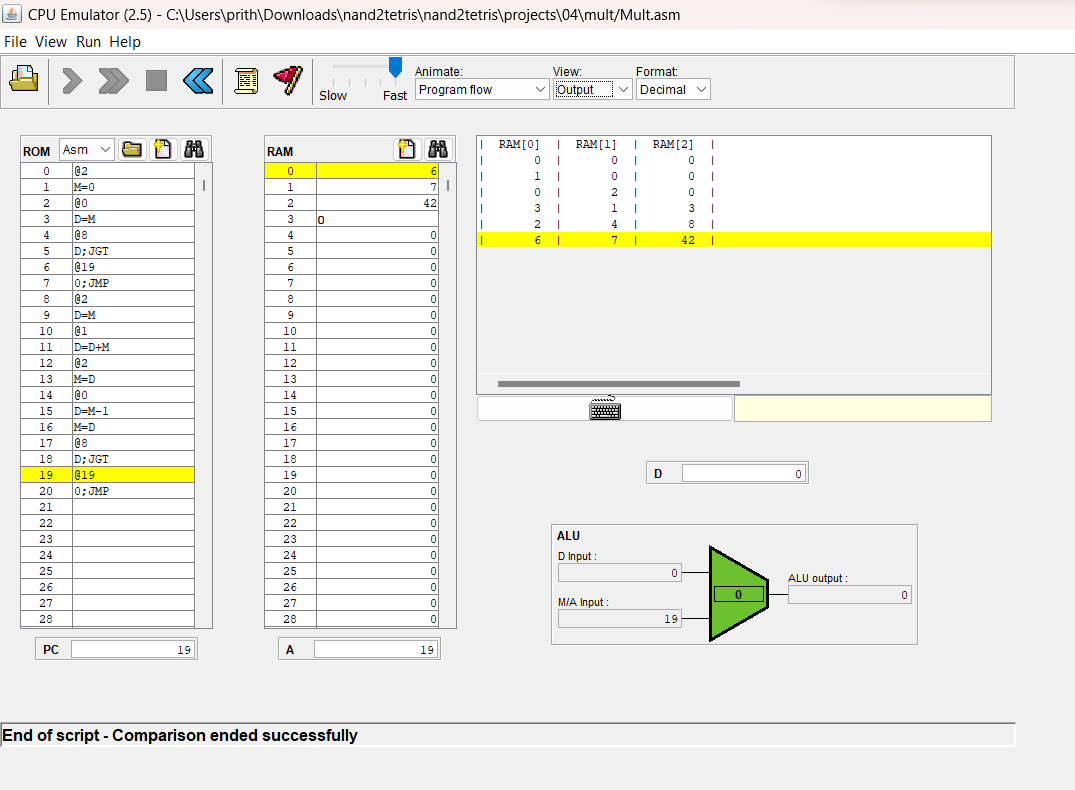 CPU Emulator (2.5) - C:\Users\prith\Downloads\nand2tetris\nand2tetris\projects\04\mult/Mult.asm
File View Run Help
Slow Fast
Animate:
Program flow
View:
Output
Format:
Decimal
ROM Asm
0 @2
1 M=0
2 @0
3 D=M
4 @8
5 D;JGT
6 @19
7 0;JMP
8 @2
9 D=M
10 @1
11 D=D+M
12 @2
13 M=D
14 @0
15 D=M-1
16 M=D
17 @8
18 D;JGT
19 @19
20 0;JMP
21
22
23
24
25
26
27
28
PC 19
RAM
0 6
1 7
2 42
3 0
4 0
5 0
6 0
7 0
8 0
9 0
10 0
11 0
12 0
13 0
14 0
15 0
16 0
17 0
18 0
19 0
20 0
21 0
22 0
23 0
24 0
25 0
26 0
27 0
28 0
A 19
| RAM[0] | RAM[1] | RAM[2] |
| 0 | 0 | 0 |
| 1 | 0 | 0 |
| 0 | 2 | 0 |
| 3 | 1 | 3 |
| 2 | 4 | 8 |
| 6 | 7 | 42 |
D 0
ALU
D Input :
0
M/A Input :
19
0
ALU output :
0
End of script - Comparison ended successfully